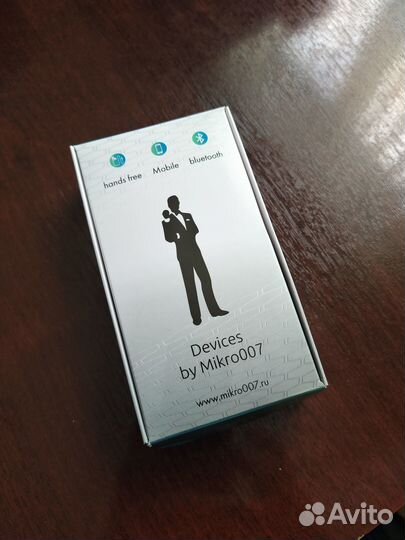 hands free Mobile bluetooth
Devices
by Mikro007
www.mikro007.ru
Avito